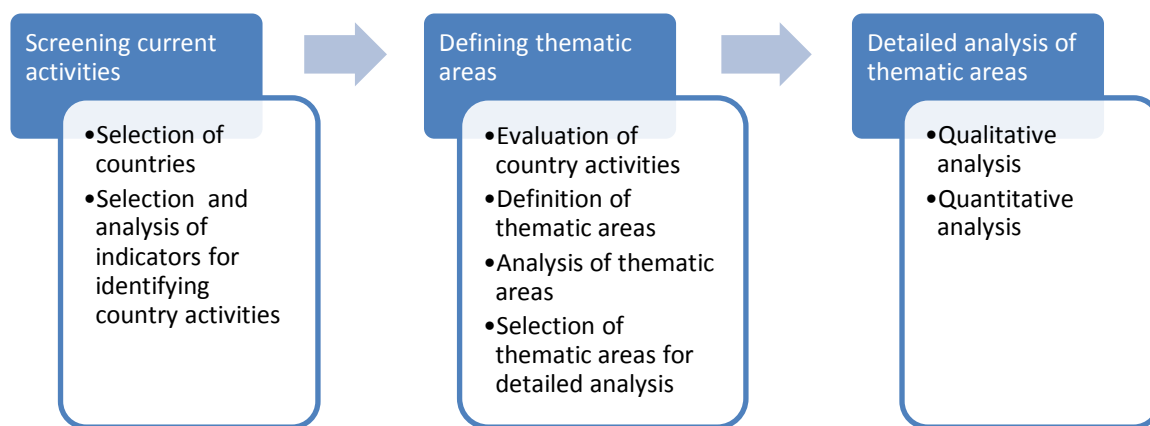 Screening current
activities
•Selection of
countries
•Selection and
analysis of
indicators for
identifying
country activities
Defining thematic
areas
•Evaluation of
country activities
•Definition of
thematic areas
•Analysis of thematic
areas
•Selection of
thematic areas for
detailed analysis
Detailed analysis of
thematic areas
•Qualitative
analysis
•Quantitative
analysis